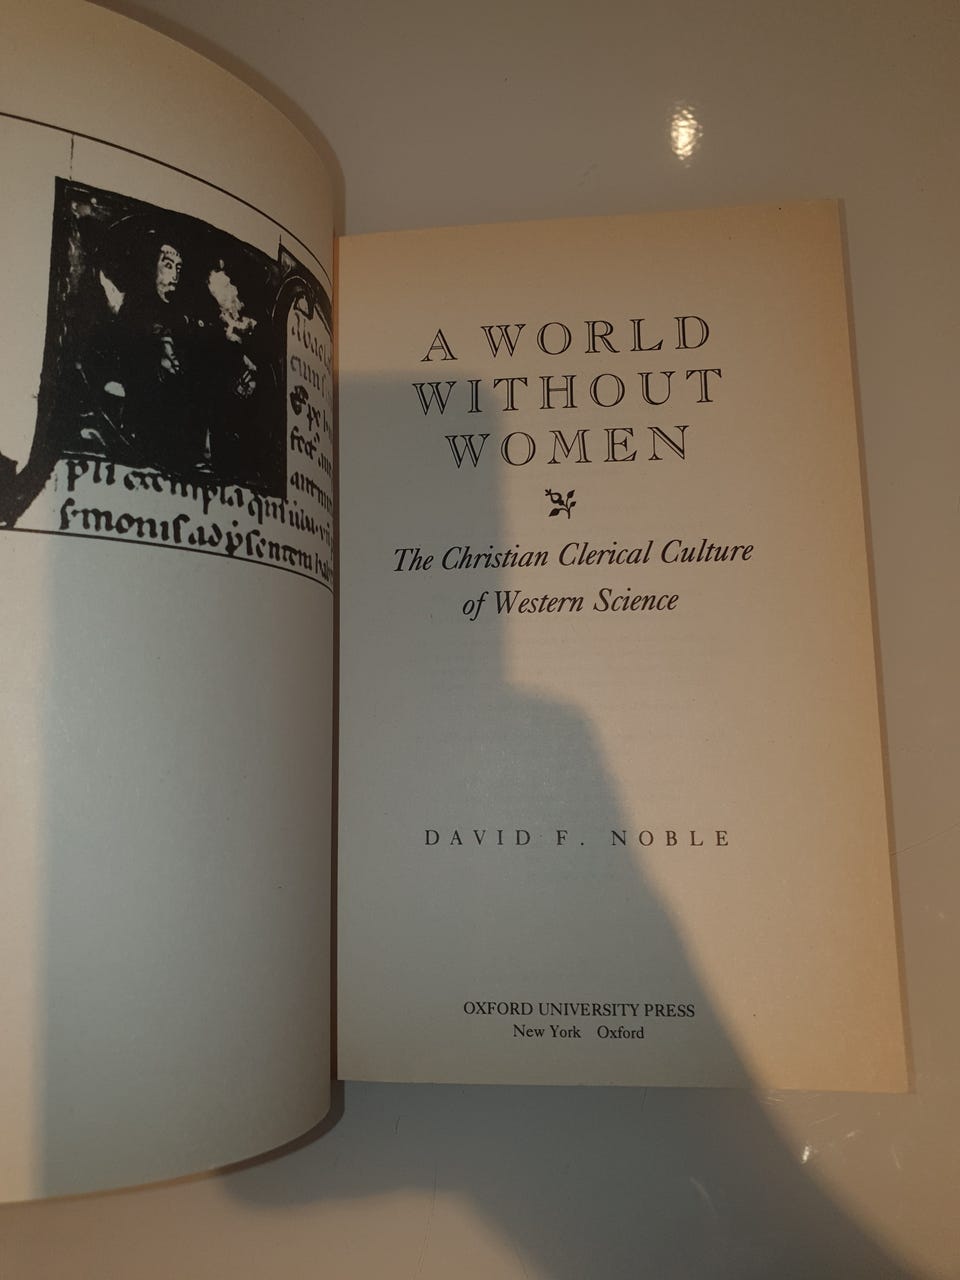 A WORLD
WITHOUT
WOMEN
The Christian Clerical Culture
of Western Science
DAVID F. NOBLE
OXFORD UNIVERSITY PRESS
New York Oxford